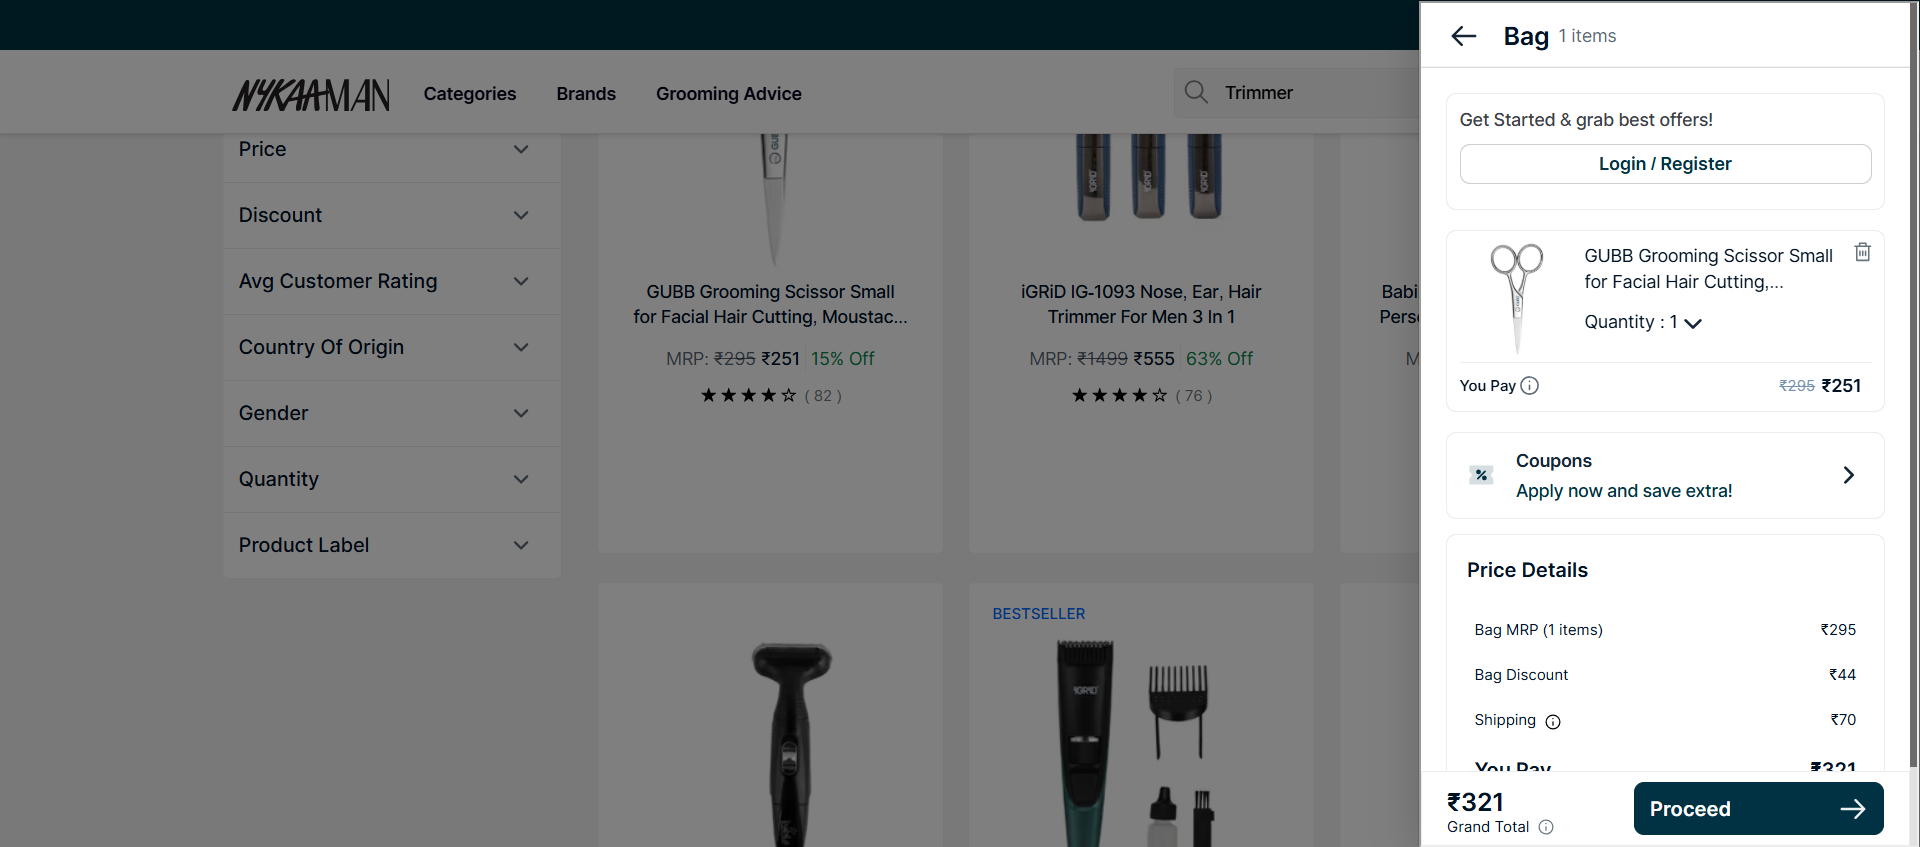 NYKAAMAN
Categories
Brands
Grooming Advice
Trimmer
Price
Discount
Avg Customer Rating
Country Of Origin
Gender
Quantity
Product Label
GUBB Grooming Scissor Small
for Facial Hair Cutting, Moustac...
MRP: ₹295 ₹251 15% Off
( 82 )
iGRiD IG-1093 Nose, Ear, Hair
Trimmer For Men 3 In 1
MRP: ₹1499 ₹555 63% Off
( 76 )
Babi
Perso
M
BESTSELLER
iGRiD
Bag 1 items
Get Started & grab best offers!
Login / Register
GUBB Grooming Scissor Small
for Facial Hair Cutting,...
Quantity : 1
You Pay ₹295 ₹251
Coupons
Apply now and save extra!
Price Details
Bag MRP (1 items) ₹295
Bag Discount ₹44
Shipping ₹70
You Pay ₹321
₹321
Grand Total
Proceed